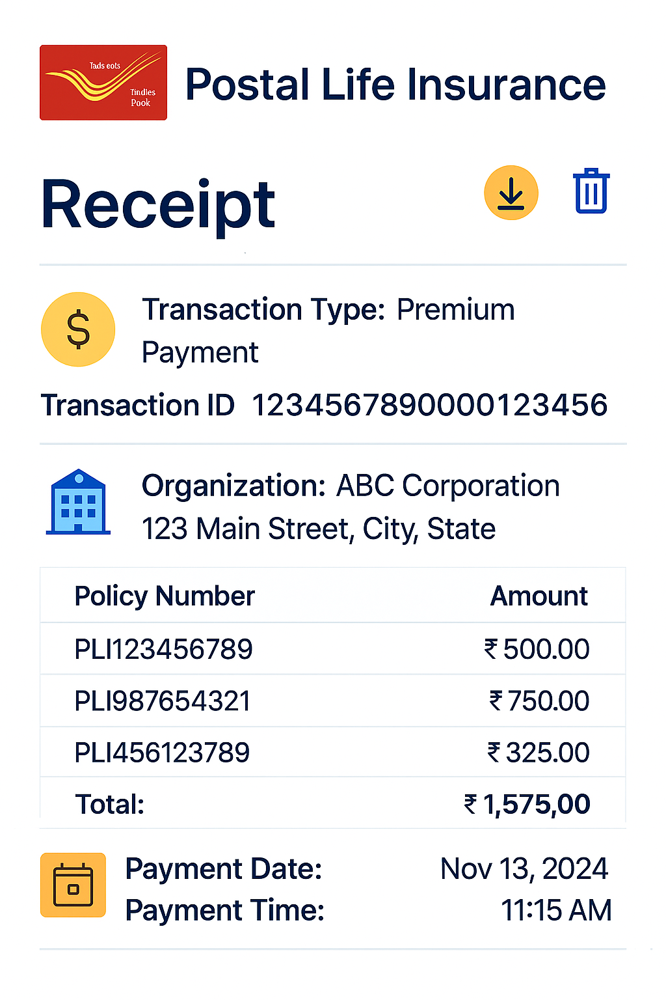 Tads eots
Tindles
Pook
Postal Life Insurance
Receipt
$
Transaction Type: Premium
Payment
Transaction ID 1234567890000123456
Organization: ABC Corporation
123 Main Street, City, State
Policy Number Amount
PLI123456789 ₹ 500.00
PLI987654321 ₹ 750.00
PLI456123789 ₹ 325.00
Total: ₹ 1,575,00
Payment Date: Nov 13, 2024
Payment Time: 11:15 AM